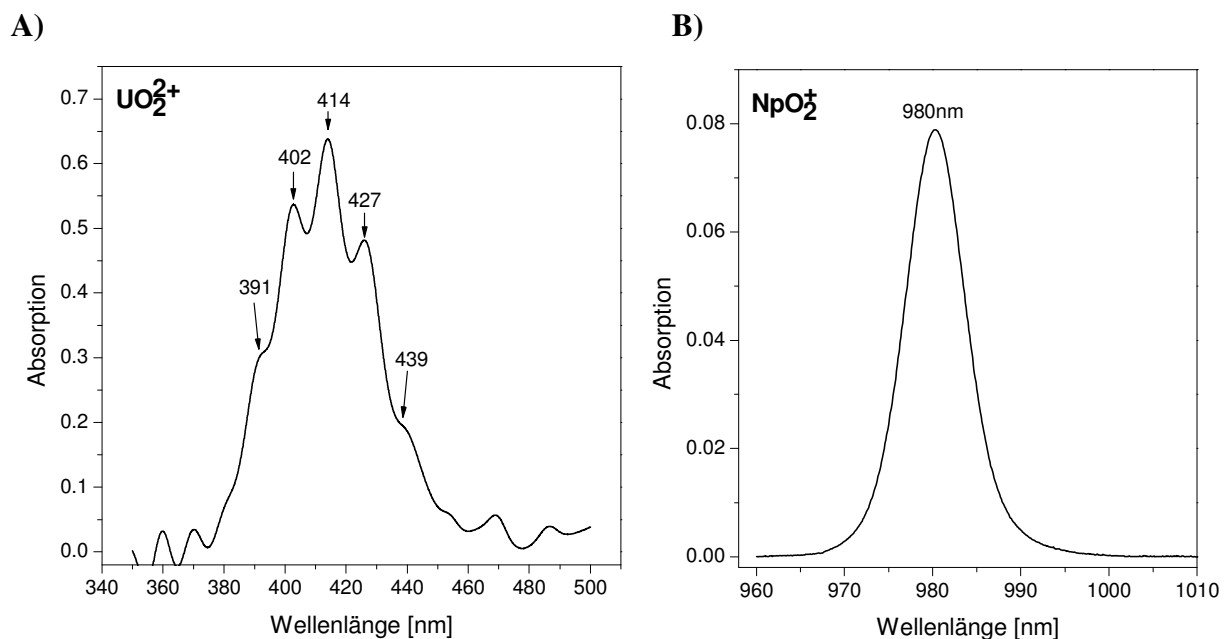 A)
UO₂²⁺
414
402
427
391
439
0.7
0.6
0.5
0.4
0.3
0.2
0.1
0.0
Absorption
340 360 380 400 420 440 460 480 500
Wellenlänge [nm]
B)
NpO₂⁺
980nm
0.08
0.06
0.04
0.02
0.00
Absorption
960 970 980 990 1000 1010
Wellenlänge [nm]